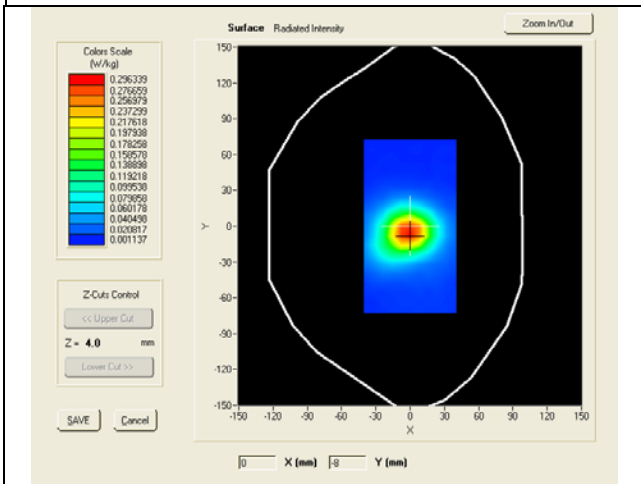 Surface Radiated Intensity
Zoom In/Out
Colors Scale
(W/kg)
0.296339
0.276659
0.256979
0.237299
0.217618
0.197938
0.178258
0.158578
0.138898
0.119218
0.099538
0.079858
0.060178
0.040498
0.020817
0.001137
Z-Cuts Control
<< Upper Cut
Z = 4.0 mm
Lower Cut >>
SAVE Cancel
150
120
90
60
30
0
-30
-60
-90
-120
-150
Y
-150 -120 -90 -60 -30 0 30 60 90 120 150
X
0 X (mm) -8 Y (mm)